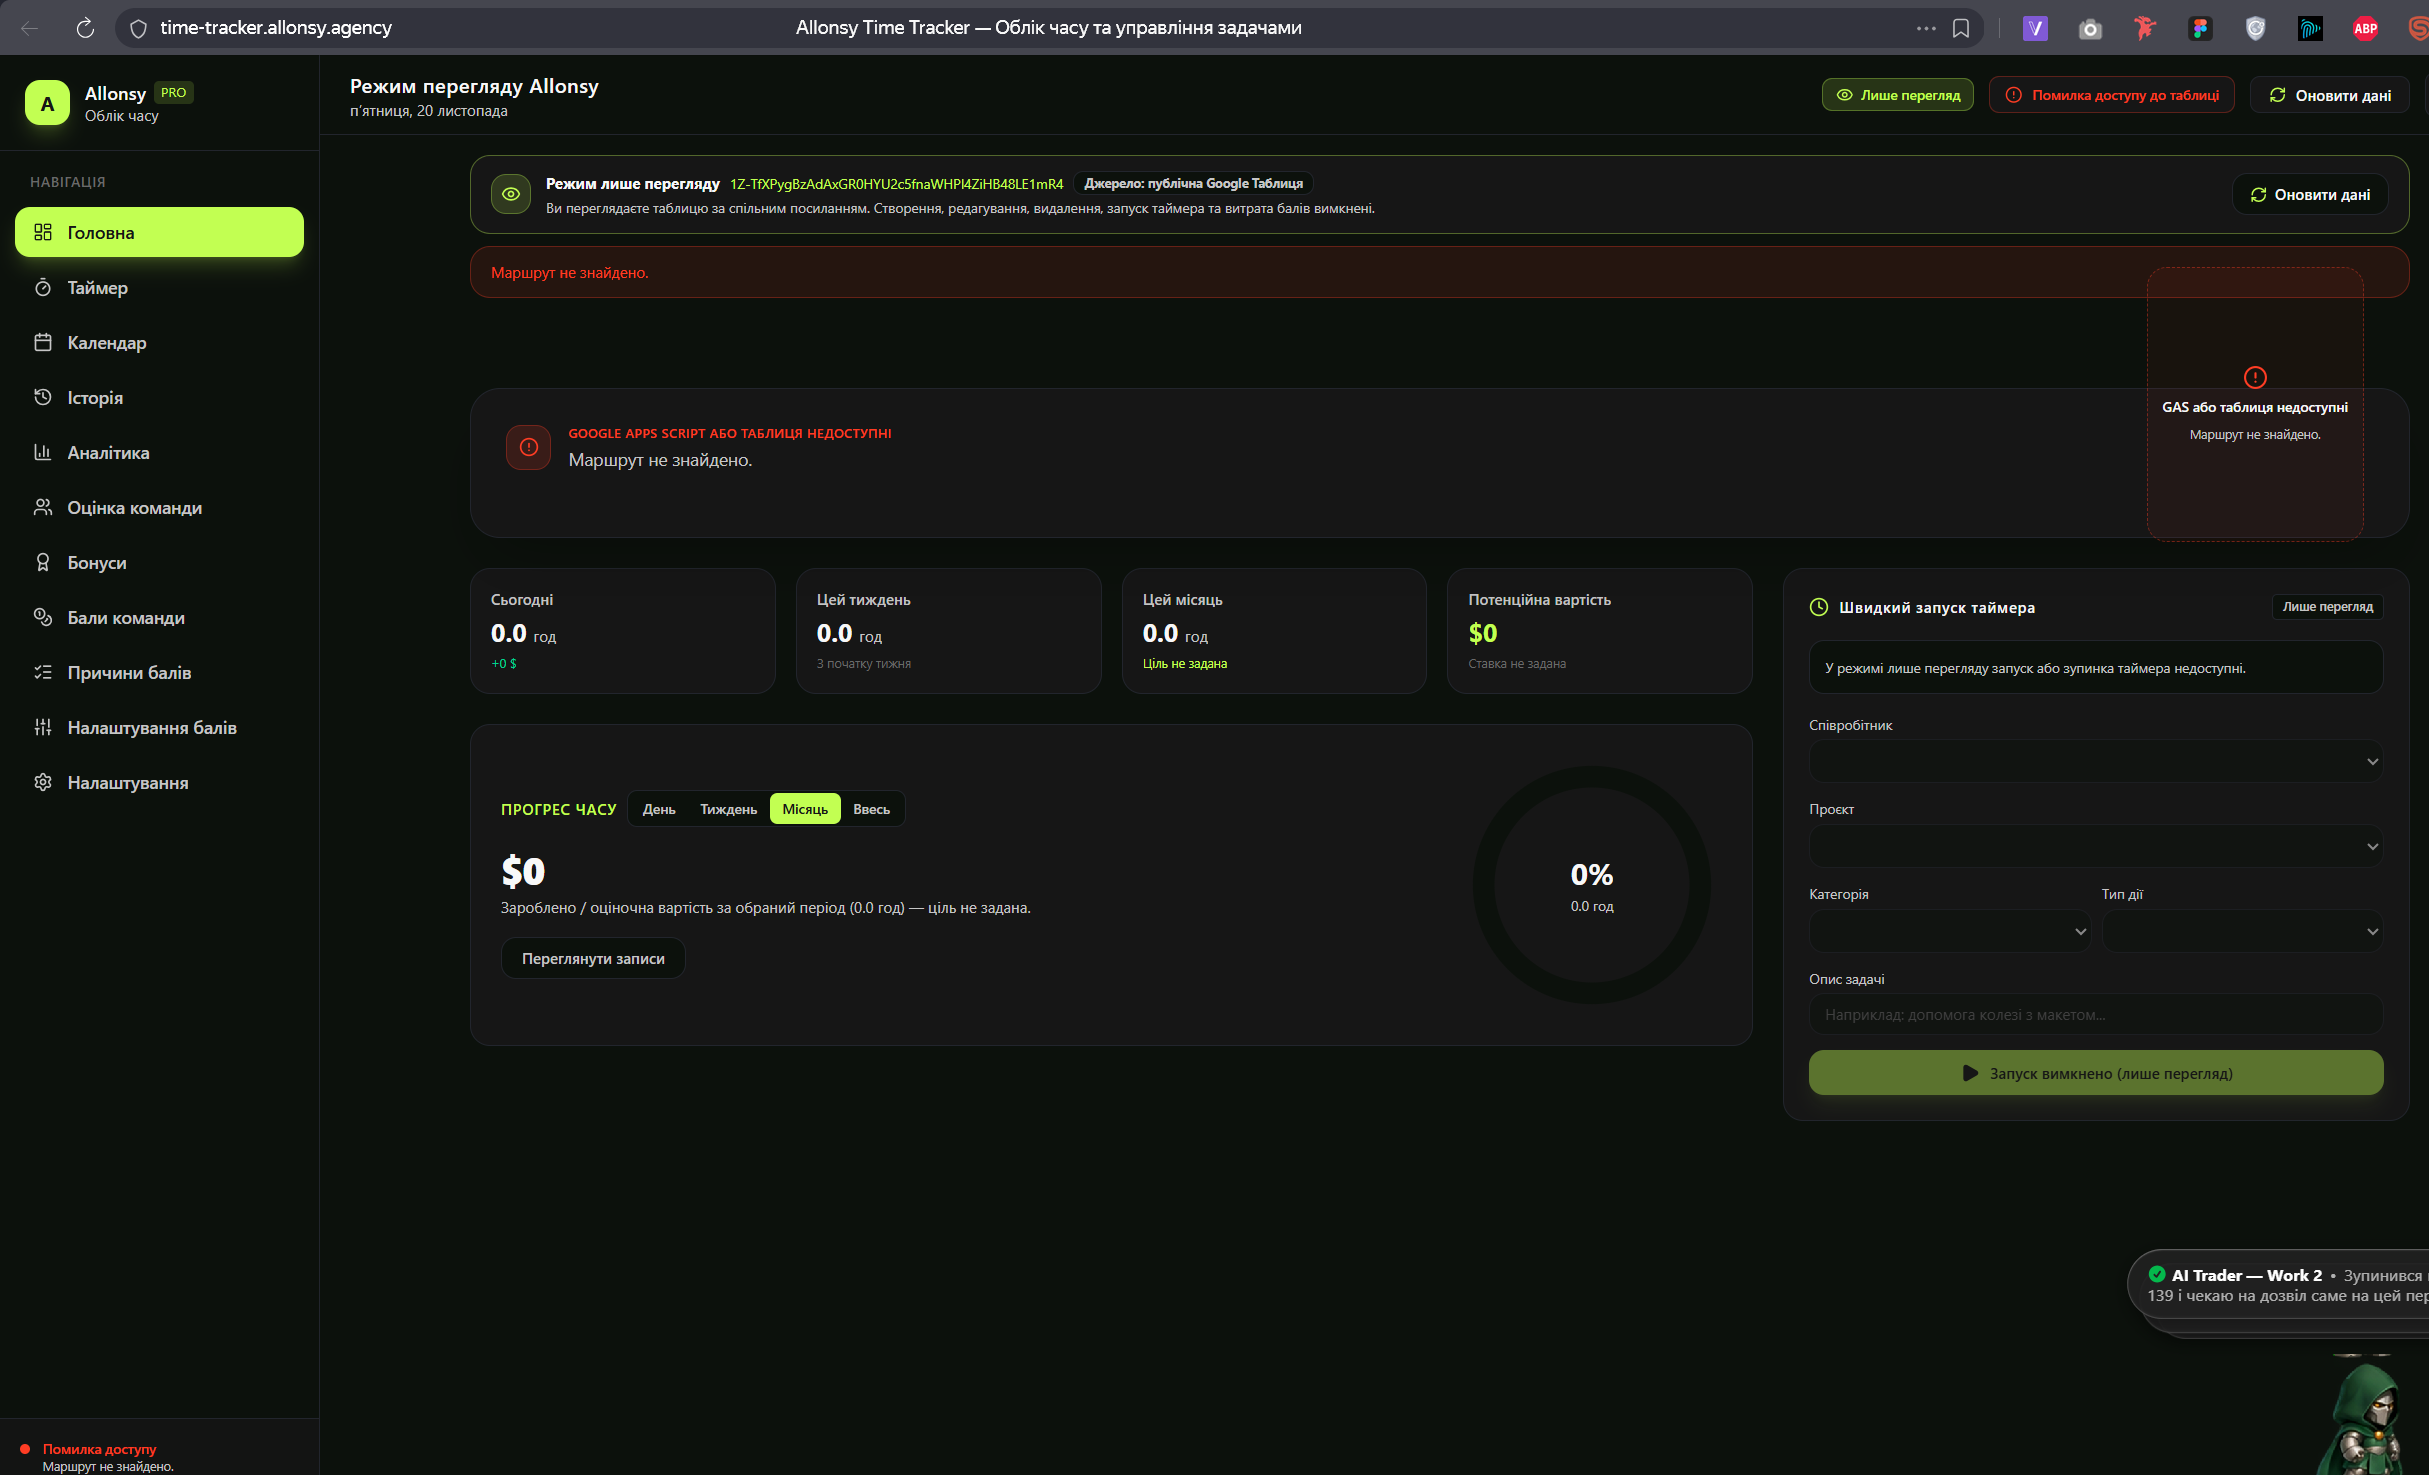 time-tracker.allonsy.agency
Allonsy Time Tracker — Облік часу та управління задачами
ABP
A
Allonsy PRO
Облік часу
НАВІГАЦІЯ
Головна
Таймер
Календар
Історія
Аналітика
Оцінка команди
Бонуси
Бали команди
Причини балів
Налаштування балів
Налаштування
Помилка доступу
Маршрут не знайдено.
Режим перегляду Allonsy
п'ятниця, 20 листопада
Лише перегляд
Помилка доступу до таблиці
Оновити дані
Режим лише перегляду 1Z-TfXPygBzAdAxGR0HYU2c5fnaWHPl4ZiHB48LE1mR4 Джерело: публічна Google Таблиця
Ви переглядаєте таблицю за спільним посиланням. Створення, редагування, видалення, запуск таймера та витрата балів вимкнені.
Оновити дані
Маршрут не знайдено.
GOOGLE APPS SCRIPT АБО ТАБЛИЦЯ НЕДОСТУПНІ
Маршрут не знайдено.
GAS або таблиця недоступні
Маршрут не знайдено.
Сьогодні
0.0 год
+0 $
Цей тиждень
0.0 год
З початку тижня
Цей місяць
0.0 год
Ціль не задана
Потенційна вартість
$0
Ставка не задана
ПРОГРЕС ЧАСУ День Тиждень Місяць Ввесь
$0
Зароблено / оціночна вартість за обраний період (0.0 год) — ціль не задана.
Переглянути записи
0%
0.0 год
Швидкий запуск таймера
Лише перегляд
У режимі лише перегляду запуск або зупинка таймера недоступні.
Співробітник
Проєкт
Категорія
Тип дії
Опис задачі
Наприклад: допомога колезі з макетом...
Запуск вимкнено (лише перегляд)
AI Trader — Work 2 • Зупинився
139 і чекаю на дозвіл саме на цей пер